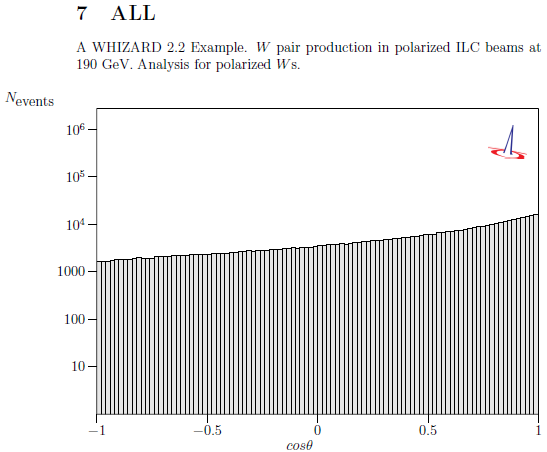 7 ALL
A WHIZARD 2.2 Example. W pair production in polarized ILC beams at
190 GeV. Analysis for polarized Ws.
Nevents
10⁶
10⁵
10⁴
1000
100
10
−1 −0.5 0 0.5 1
cosθ